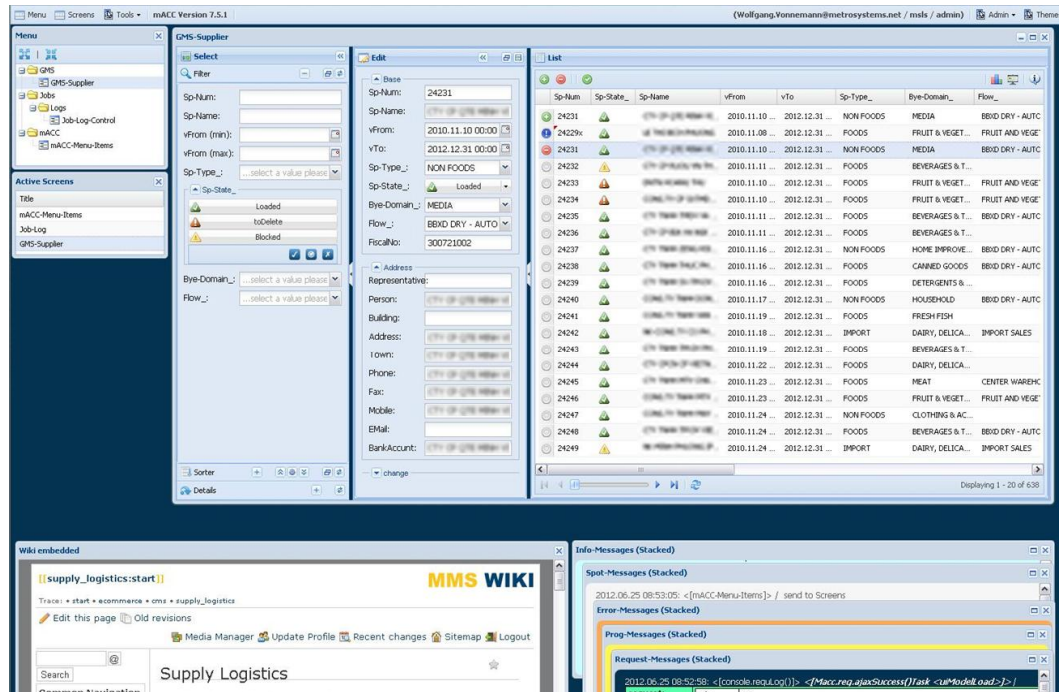 Menu Screens Tools mACC Version 7.5.1 (Wolfgang.Vonnemann@metrosystems.net / msls / admin) Admin Theme
Menu
GMS
GMS-Supplier
Jobs
Logs
Job-Log-Control
mACC
mACC-Menu-Items
Active Screens
Title
mACC-Menu-Items
Job-Log
GMS-Supplier
GMS-Supplier
Select
Filter
Sp-Num:
Sp-Name:
vFrom (min):
vFrom (max):
Sp-Type_: ...select a value please
Sp-State_
Loaded
toDelete
Blocked
Bye-Domain_: ...select a value please
Flow_: ...select a value please
Sorter
Details
Edit
Base
Sp-Num: 24231
Sp-Name:
vFrom: 2010.11.10 00:00
vTo: 2012.12.31 00:00
Sp-Type_: NON FOODS
Sp-State_: Loaded
Bye-Domain_: MEDIA
Flow_: BBXD DRY - AUTO
FiscalNo: 300721002
Address
Representative:
Person:
Building:
Address:
Town:
Phone:
Fax:
Mobile:
EMail:
BankAccunt:
change
List
Sp-Num Sp-State_ Sp-Name vFrom vTo Sp-Type_ Bye-Domain_ Flow_
24231 2010.11.10 ... 2012.12.31 ... NON FOODS MEDIA BBXD DRY - AUTC
24229x 2010.11.08 ... 2012.12.31 ... FOODS FRUIT & VEGET... FRUIT AND VEGE
24231 2010.11.10 ... 2012.12.31 ... NON FOODS MEDIA BBXD DRY - AUTC
24232 2010.11.11 ... 2012.12.31 ... FOODS BEVERAGES & T...
24233 2010.11.10 ... 2012.12.31 ... FOODS FRUIT & VEGET... FRUIT AND VEGE
24234 2010.11.10 ... 2012.12.31 ... FOODS FRUIT & VEGET... FRUIT AND VEGE
24235 2010.11.11 ... 2012.12.31 ... FOODS BEVERAGES & T... BBXD DRY - AUTC
24236 2010.11.11 ... 2012.12.31 ... FOODS BEVERAGES & T...
24237 2010.11.16 ... 2012.12.31 ... NON FOODS HOME IMPROVE... BBXD DRY - AUTC
24238 2010.11.16 ... 2012.12.31 ... FOODS CANNED GOODS BBXD DRY - AUTC
24239 2010.11.16 ... 2012.12.31 ... FOODS DETERGENTS & ...
24240 2010.11.17 ... 2012.12.31 ... NON FOODS HOUSEHOLD BBXD DRY - AUTC
24241 2010.11.19 ... 2012.12.31 ... FOODS FRESH FISH
24242 2010.11.18 ... 2012.12.31 ... IMPORT DAIRY, DELICA... IMPORT SALES
24243 2010.11.19 ... 2012.12.31 ... FOODS BEVERAGES & T...
24244 2010.11.22 ... 2012.12.31 ... FOODS DAIRY, DELICA...
24245 2010.11.23 ... 2012.12.31 ... FOODS MEAT CENTER WAREHC
24246 2010.11.23 ... 2012.12.31 ... FOODS FRUIT & VEGET... FRUIT AND VEGE
24247 2010.11.24 ... 2012.12.31 ... NON FOODS CLOTHING & AC...
24248 2010.11.24 ... 2012.12.31 ... FOODS BEVERAGES & T... BBXD DRY - AUTC
24249 2010.11.24 ... 2012.12.31 ... IMPORT DAIRY, DELICA... IMPORT SALES
Displaying 1 - 20 of 638
Wiki embedded
[[supply_logistics:start]] MMS WIKI
Trace: • start • ecommerce • cms • supply_logistics
Edit this page Old revisions
Media Manager Update Profile Recent changes Sitemap Logout
@
Search
Supply Logistics
Common Navigation
Info-Messages (Stacked)
Spot-Messages (Stacked)
2012.06.25 08:53:05: <[mACC-Menu-Items]> / send to Screens
Error-Messages (Stacked)
Prog-Messages (Stacked)
Request-Messages (Stacked)
2012.06.25 08:52:58: <[console.requLog()]> <[Macc.req.ajaxSuccess()Task <uiModelLoad>]> /